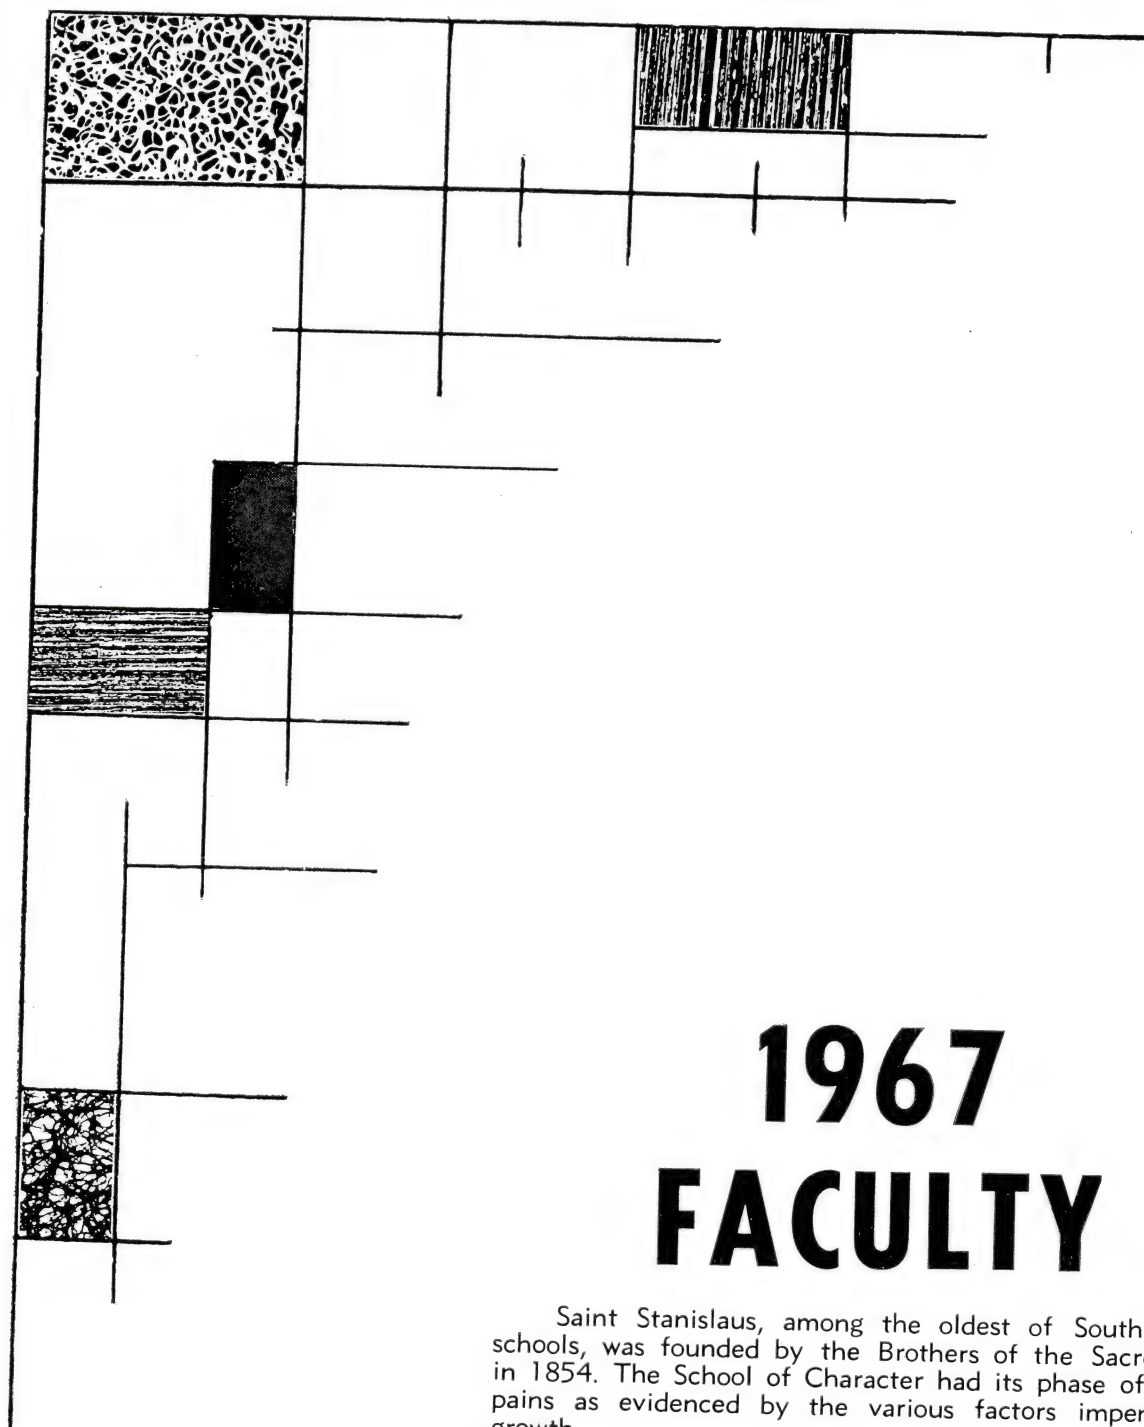 1967
FACULTY
Saint Stanislaus, among the oldest of South
schools, was founded by the Brothers of the
in 1854. The School of Character had its phase of
pains as evidenced by the various factors
growth